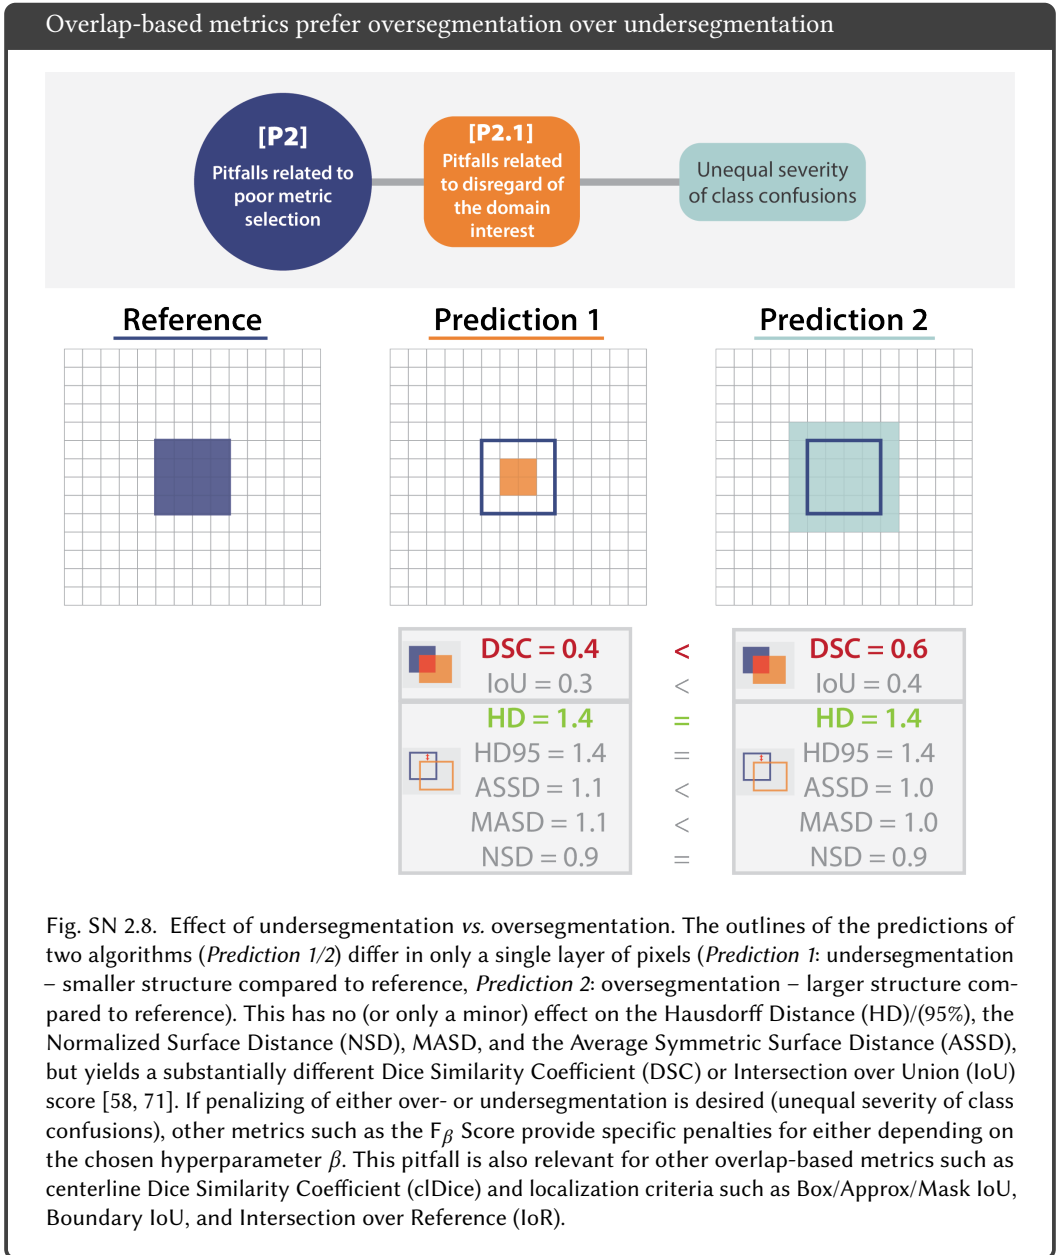 Overlap-based metrics prefer oversegmentation over undersegmentation
[P2]
Pitfalls related to
poor metric
selection
[P2.1]
Pitfalls related
to disregard of
the domain
interest
Unequal severity
of class confusions
Reference
Prediction 1
Prediction 2
DSC = 0.4 < DSC = 0.6
IoU = 0.3 < IoU = 0.4
HD = 1.4 = HD = 1.4
HD95 = 1.4 = HD95 = 1.4
ASSD = 1.1 < ASSD = 1.0
MASD = 1.1 < MASD = 1.0
NSD = 0.9 = NSD = 0.9
Fig. SN 2.8. Effect of undersegmentation vs. oversegmentation. The outlines of the predictions of
two algorithms (Prediction 1/2) differ in only a single layer of pixels (Prediction 1: undersegmentation
– smaller structure compared to reference, Prediction 2: oversegmentation – larger structure com-
pared to reference). This has no (or only a minor) effect on the Hausdorff Distance (HD)/(95%), the
Normalized Surface Distance (NSD), MASD, and the Average Symmetric Surface Distance (ASSD),
but yields a substantially different Dice Similarity Coefficient (DSC) or Intersection over Union (IoU)
score [58, 71]. If penalizing of either over- or undersegmentation is desired (unequal severity of class
confusions), other metrics such as the Fβ Score provide specific penalties for either depending on
the chosen hyperparameter β. This pitfall is also relevant for other overlap-based metrics such as
centerline Dice Similarity Coefficient (clDice) and localization criteria such as Box/Approx/Mask IoU,
Boundary IoU, and Intersection over Reference (IoR).